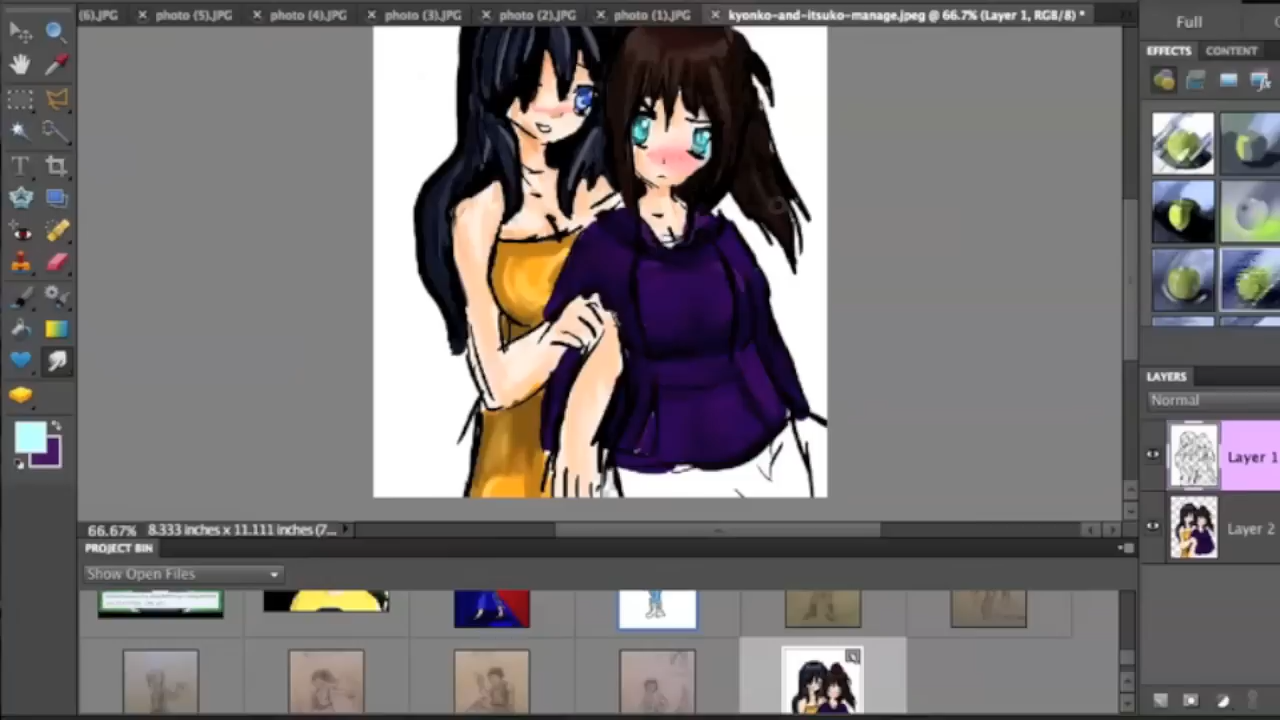 (6).JPG × photo (5).JPG × photo (4).JPG × photo (3).JPG × photo (2).JPG × photo (1).JPG × kyonko-and-itsuko-manage.jpeg @ 66.7% (Layer 1, RGB/8) *
Full
EFFECTS CONTENT
LAYERS
Normal
Layer 1
Layer 2
66.67% 8.333 inches x 11.111 inches (7...
PROJECT BIN
Show Open Files